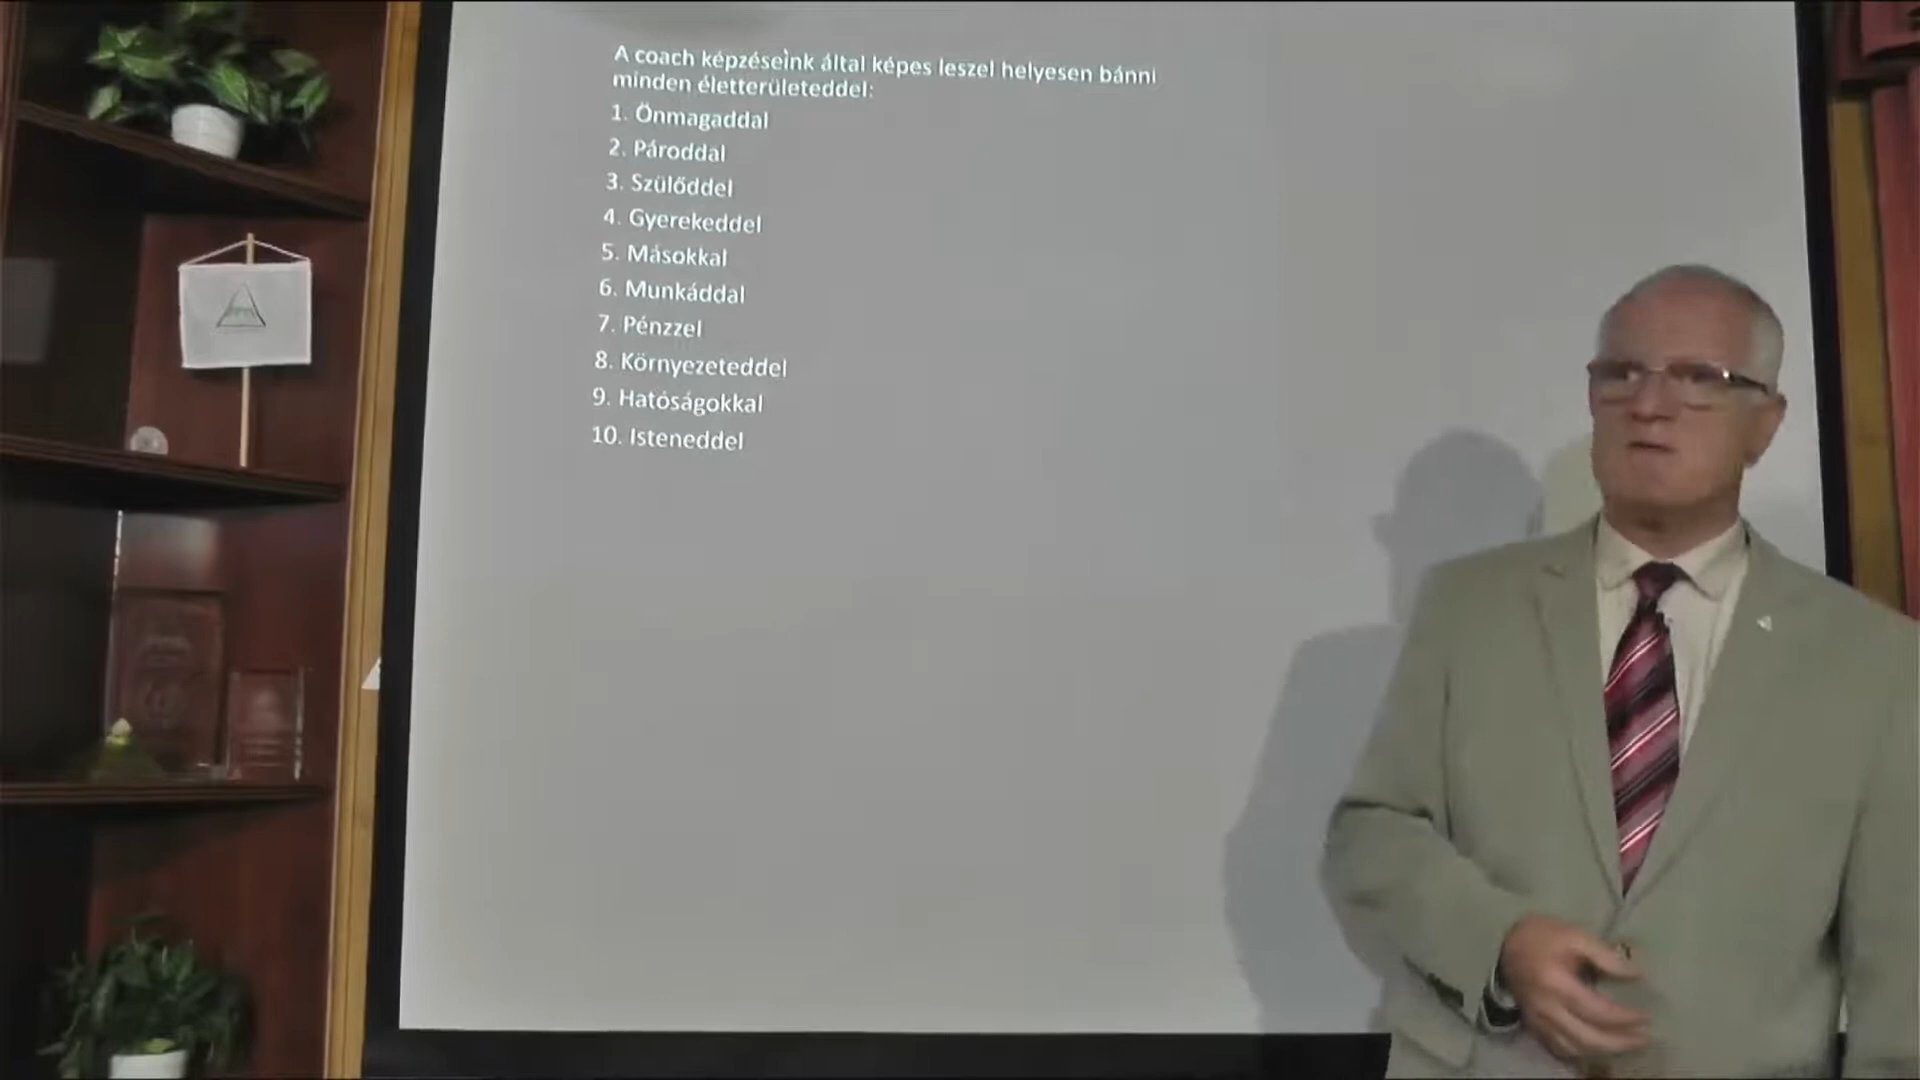 A coach képzéseink által képes leszel helyesen bánni
minden életterületeddel:
1. Önmagaddal
2. Pároddal
3. Szülőddel
4. Gyerekeddel
5. Másokkal
6. Munkáddal
7. Pénzzel
8. Környezeteddel
9. Hatóságokkal
10. Isteneddel